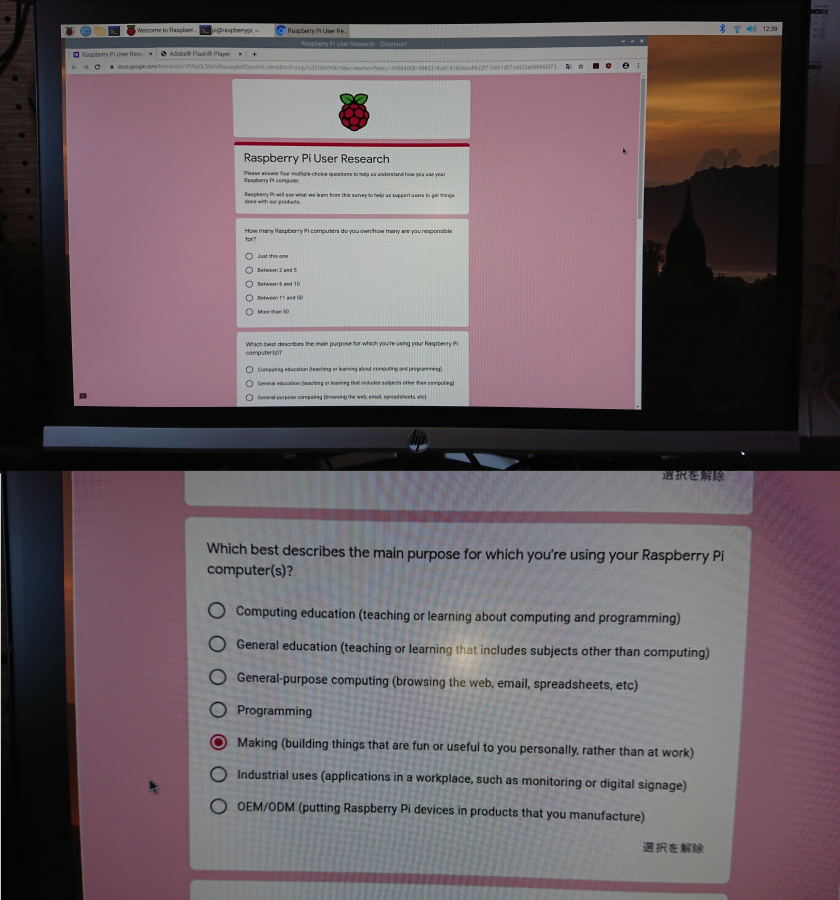 Welcome to Raspberr...
pi@raspberrypi: ~
Raspberry Pi User Re...
12:39
Raspberry Pi User Research - Chromium
Raspberry Pi User Resea
Adobe® Flash® Player
Raspberry Pi User Research
Please answer four multiple-choice questions to help us understand how you use your
Raspberry Pi computer.
Raspberry Pi will use what we learn from this survey to help us support users to get things
done with our products.
How many Raspberry Pi computers do you own/how many are you responsible
for?
Just this one
Between 2 and 5
Between 6 and 10
Between 11 and 50
More than 50
Which best describes the main purpose for which you're using your Raspberry Pi
computer(s)?
Computing education (teaching or learning about computing and programming)
General education (teaching or learning that includes subjects other than computing)
General-purpose computing (browsing the web, email, spreadsheets, etc)
hp
選択を解除
Which best describes the main purpose for which you're using your Raspberry Pi
computer(s)?
Computing education (teaching or learning about computing and programming)
General education (teaching or learning that includes subjects other than computing)
General-purpose computing (browsing the web, email, spreadsheets, etc)
Programming
Making (building things that are fun or useful to you personally, rather than at work)
Industrial uses (applications in a workplace, such as monitoring or digital signage)
OEM/ODM (putting Raspberry Pi devices in products that you manufacture)
選択を解除